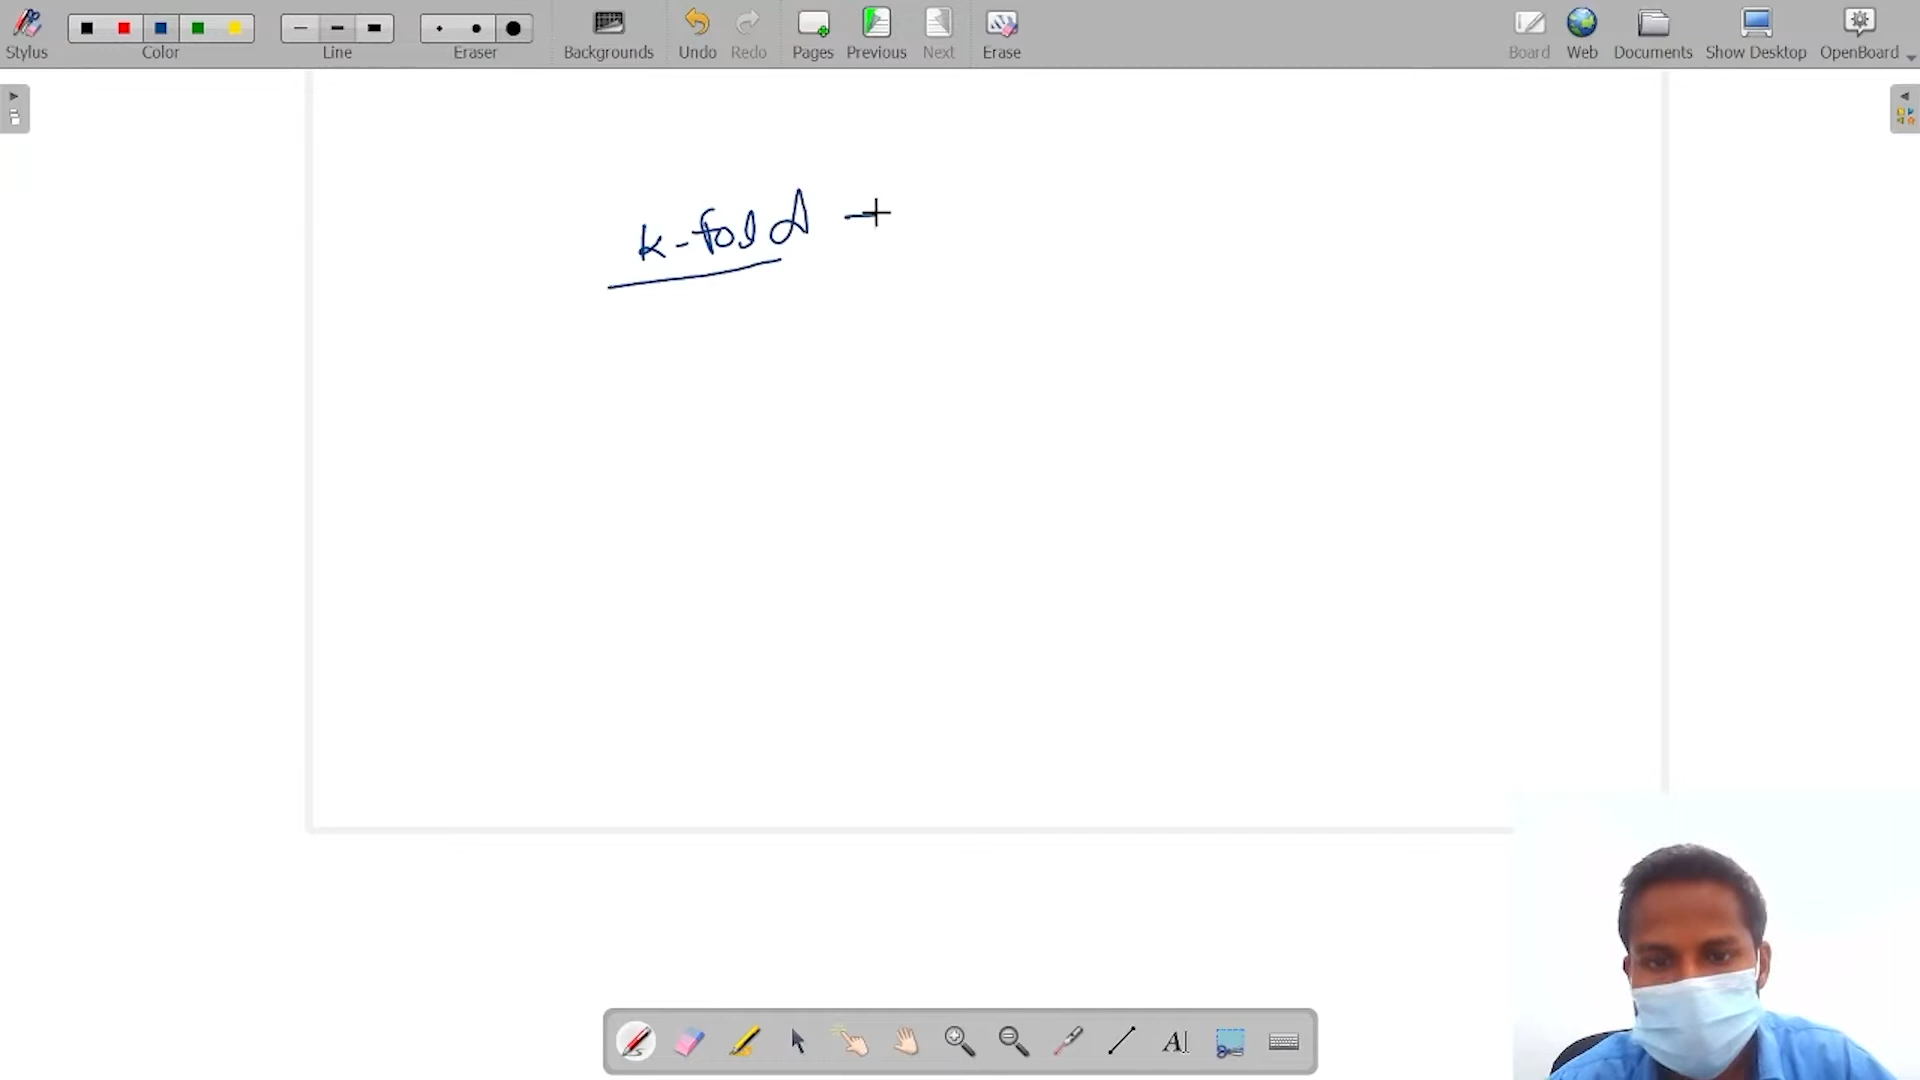 Stylus Color Line Eraser Backgrounds Undo Redo Pages Previous Next Erase Board Web Documents Show Desktop OpenBoard
k-fold -
A